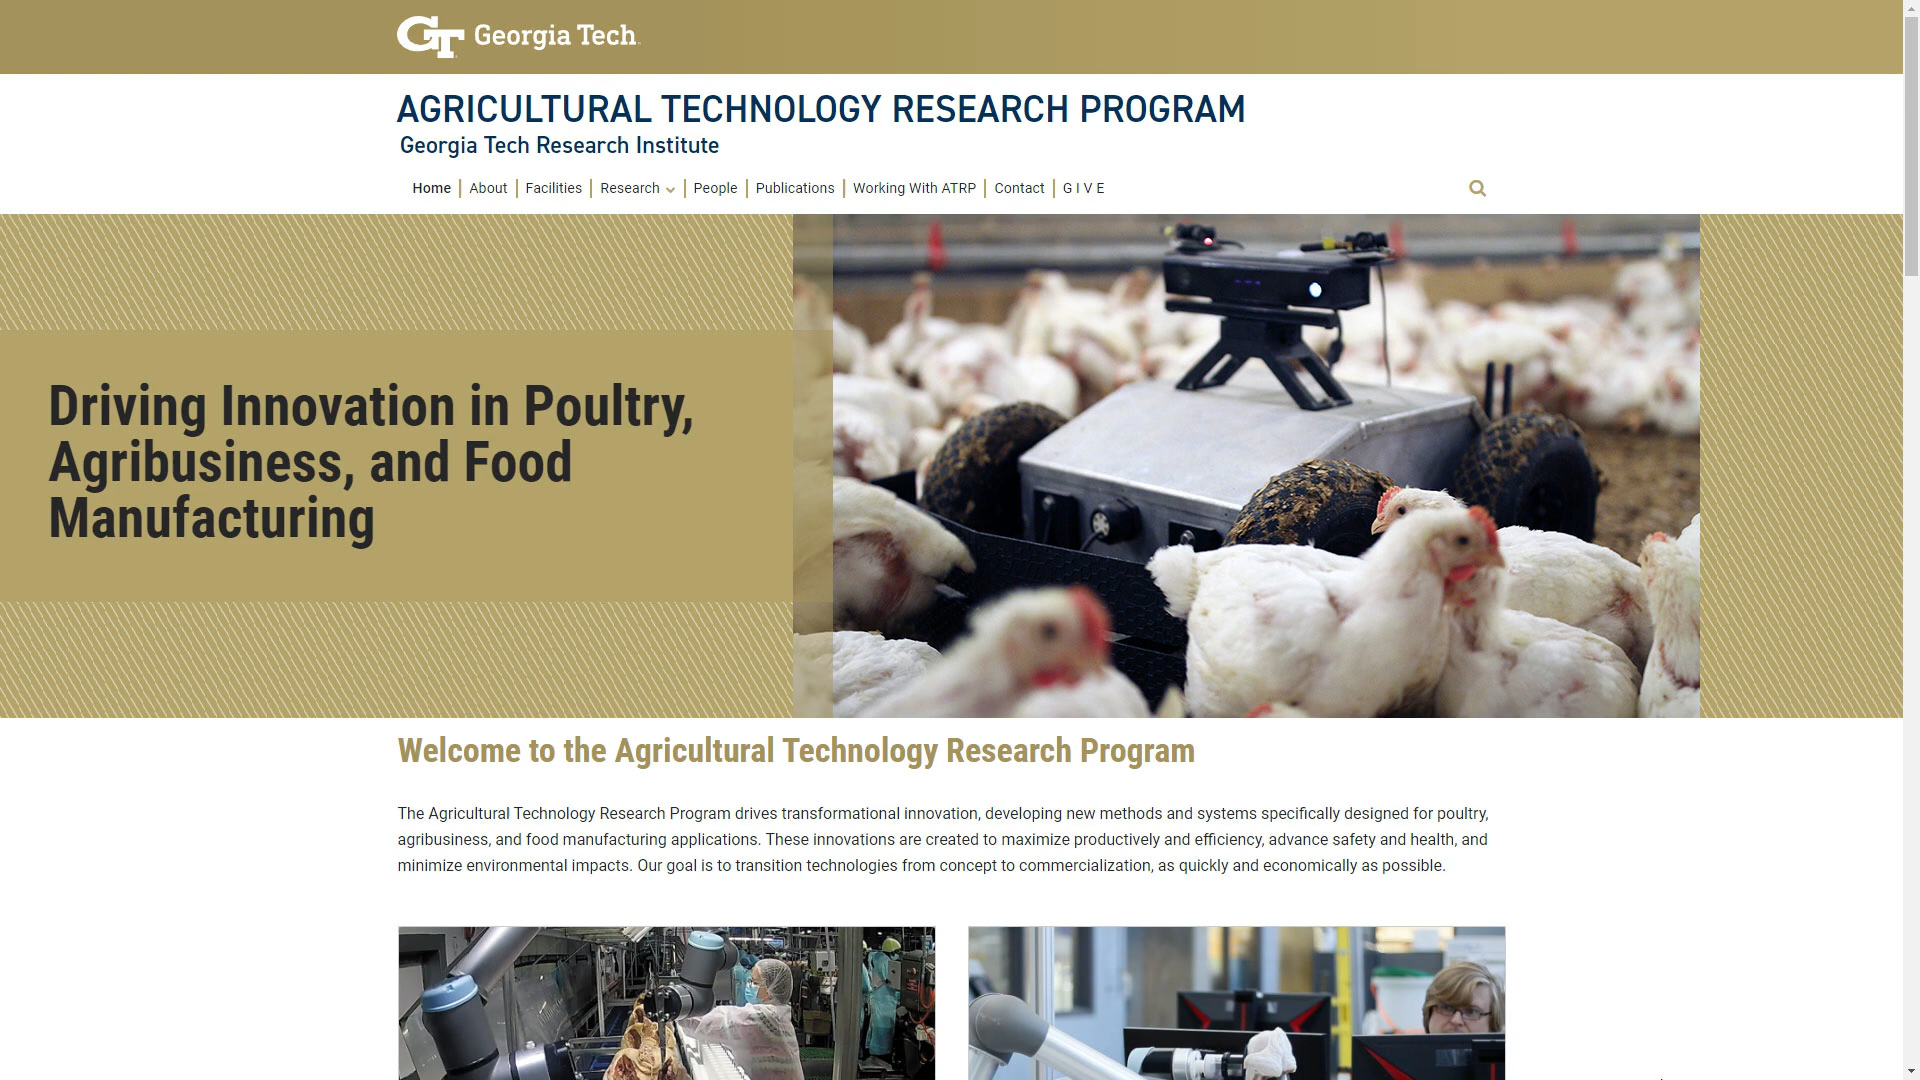 GT Georgia Tech
AGRICULTURAL TECHNOLOGY RESEARCH PROGRAM
Georgia Tech Research Institute
Home About Facilities Research People Publications Working With ATRP Contact G I V E
Driving Innovation in Poultry,
Agribusiness, and Food
Manufacturing
Welcome to the Agricultural Technology Research Program
The Agricultural Technology Research Program drives transformational innovation, developing new methods and systems specifically designed for poultry,
agribusiness, and food manufacturing applications. These innovations are created to maximize productively and efficiency, advance safety and health, and
minimize environmental impacts. Our goal is to transition technologies from concept to commercialization, as quickly and economically as possible.